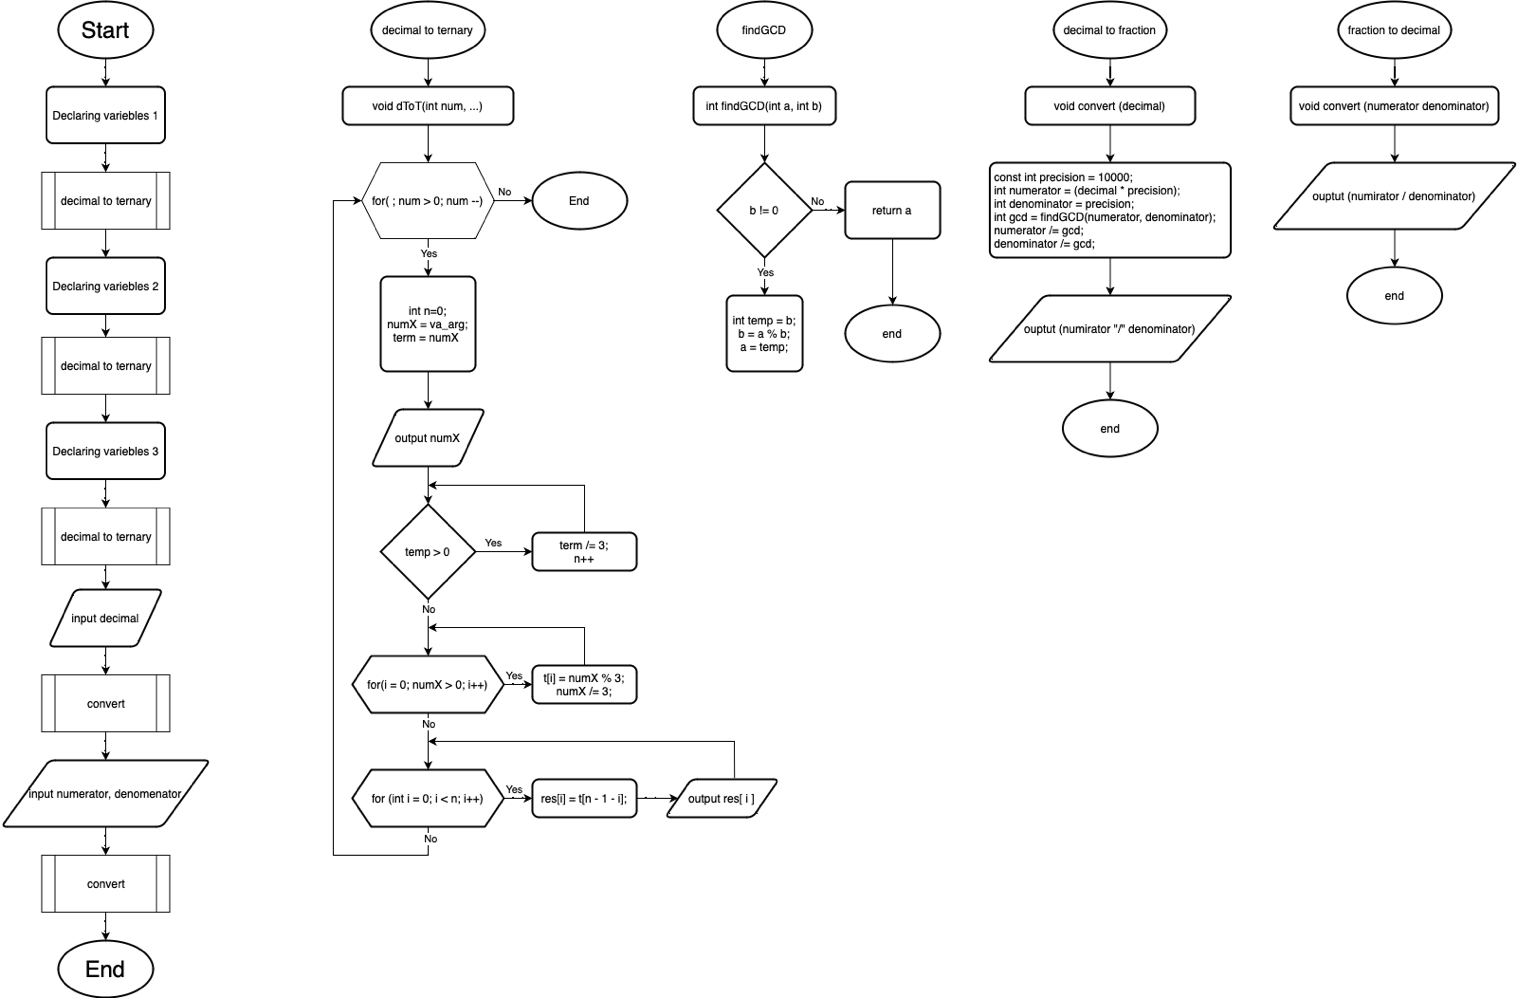 Start
Declaring variebles 1
decimal to ternary
Declaring variebles 2
decimal to ternary
Declaring variebles 3
decimal to ternary
input decimal
convert
input numerator, denomenator
convert
End
decimal to ternary
void dToT(int num, ...)
for( ; num > 0; num --)
No
End
Yes
int n=0;
numX = va_arg;
term = numX
output numX
temp > 0
Yes
term /= 3;
n++
No
for(i = 0; numX > 0; i++)
Yes
t[i] = numX % 3;
numX /= 3;
No
for (int i = 0; i < n; i++)
Yes
res[i] = t[n - 1 - i];
output res[ i ]
No
findGCD
int findGCD(int a, int b)
b != 0
No
return a
Yes
int temp = b;
b = a % b;
a = temp;
end
decimal to fraction
void convert (decimal)
const int precision = 10000;
int numerator = (decimal * precision);
int denominator = precision;
int gcd = findGCD(numerator, denominator);
numerator /= gcd;
denominator /= gcd;
ouptut (numirator "/" denominator)
end
fraction to decimal
void convert (numerator denominator)
ouptut (numirator / denominator)
end